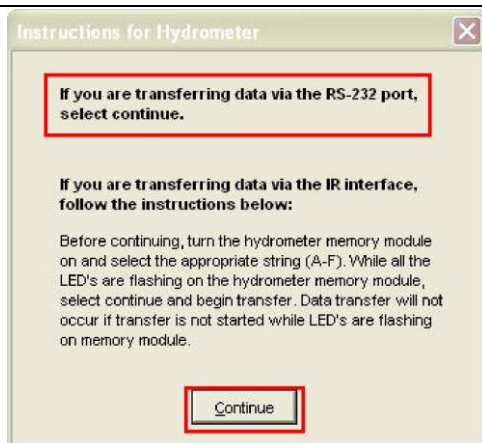 Instructions for Hydrometer
If you are transferring data via the RS-232 port,
select continue.
If you are transferring data via the IR interface,
follow the instructions below:
Before continuing, turn the hydrometer memory module
on and select the appropriate string (A-F). While all the
LED's are flashing on the hydrometer memory module,
select continue and begin transfer. Data transfer will not
occur if transfer is not started while LED's are flashing
on memory module.
Continue